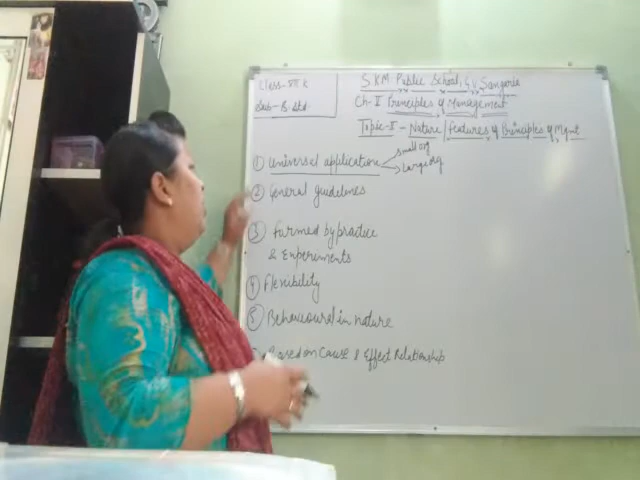 Class-XII C
Sub-B.Std.
SKM Public School, G.V. Sangaria
Ch-I Principles of Management
Topic-I - Nature/features of Principles of Mgmt
① Universal application
Small org
Large org
② General guidelines
③ Formed by practice
& Experiments
④ Flexibility
⑤ Behavioural in nature
Based on Cause & Effect Relationship